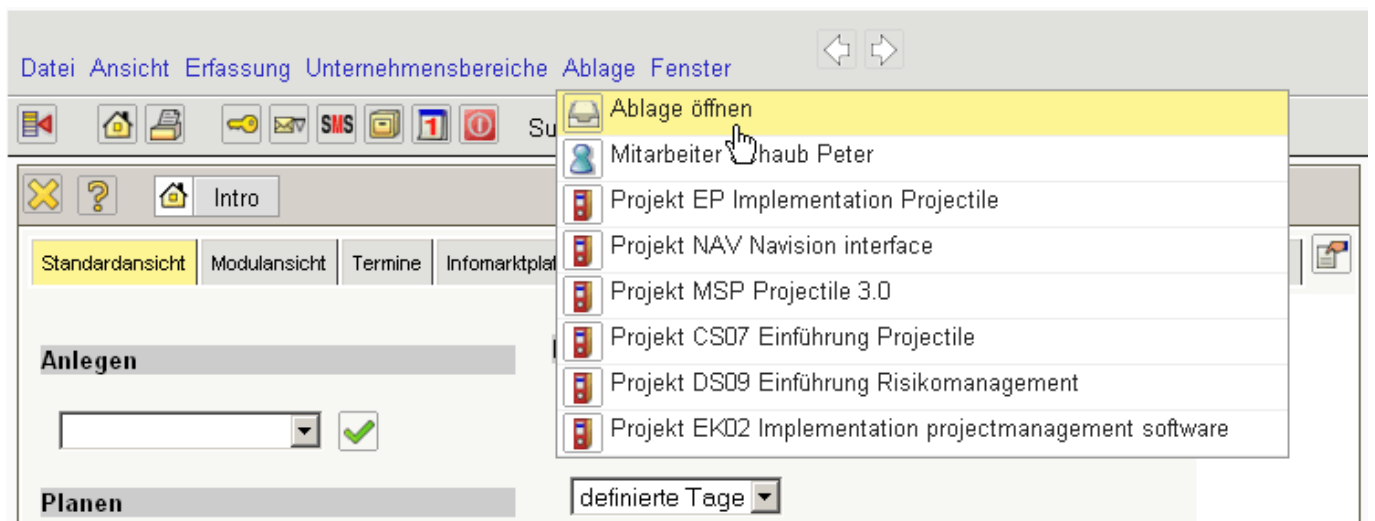 Datei Ansicht Erfassung Unternehmensbereiche Ablage Fenster
SMS 1 Su
Ablage öffnen
Mitarbeiter haub Peter
Projekt EP Implementation Projectile
Projekt NAV Navision interface
Projekt MSP Projectile 3.0
Projekt CS07 Einführung Projectile
Projekt DS09 Einführung Risikomanagement
Projekt EK02 Implementation projectmanagement software
Intro
Standardansicht Modulansicht Termine Infomarktplat
Anlegen
Planen
definierte Tage